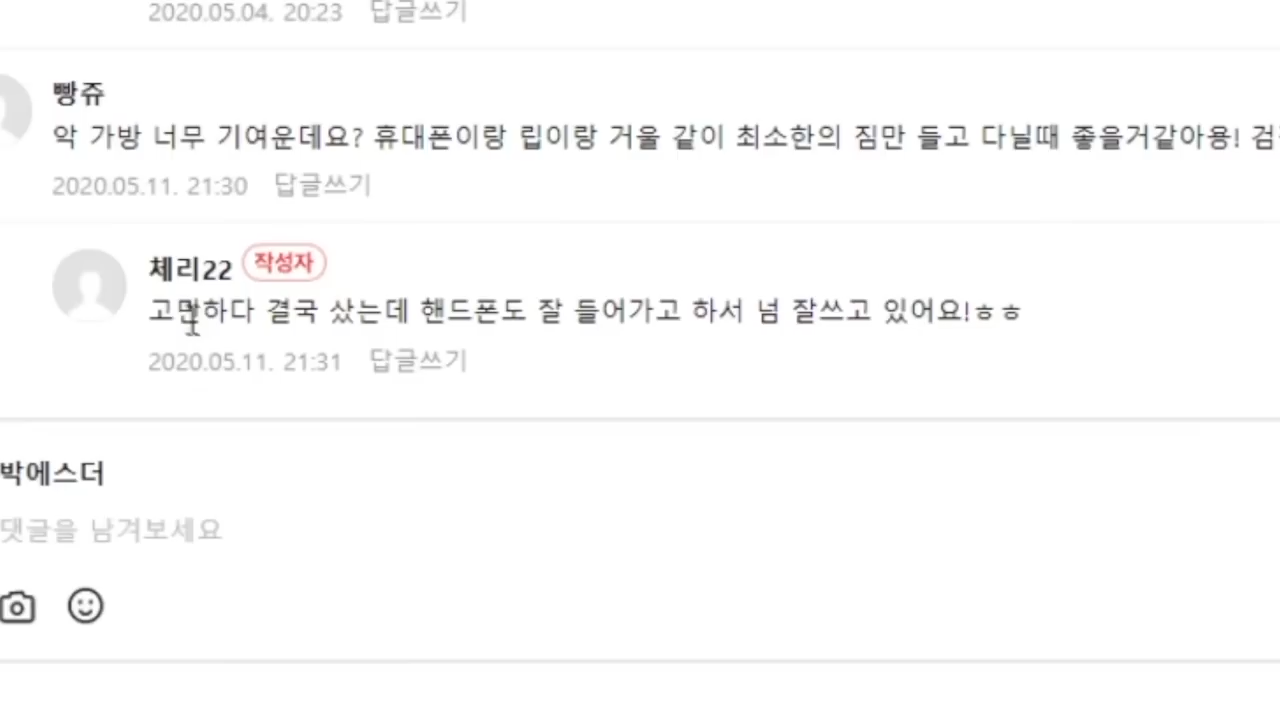 2020.05.04. 20:23 답글쓰기
빵쥬
악 가방 너무 기여운데요? 휴대폰이랑 립이랑 거울 같이 최소한의 짐만 들고 다닐때 좋을거같아용!
2020.05.11. 21:30 답글쓰기
체리22 작성자
고민하다 결국 샀는데 핸드폰도 잘 들어가고 하서 넘 잘쓰고 있어요!ㅎㅎ
2020.05.11. 21:31 답글쓰기
박에스더
댓글을 남겨보세요